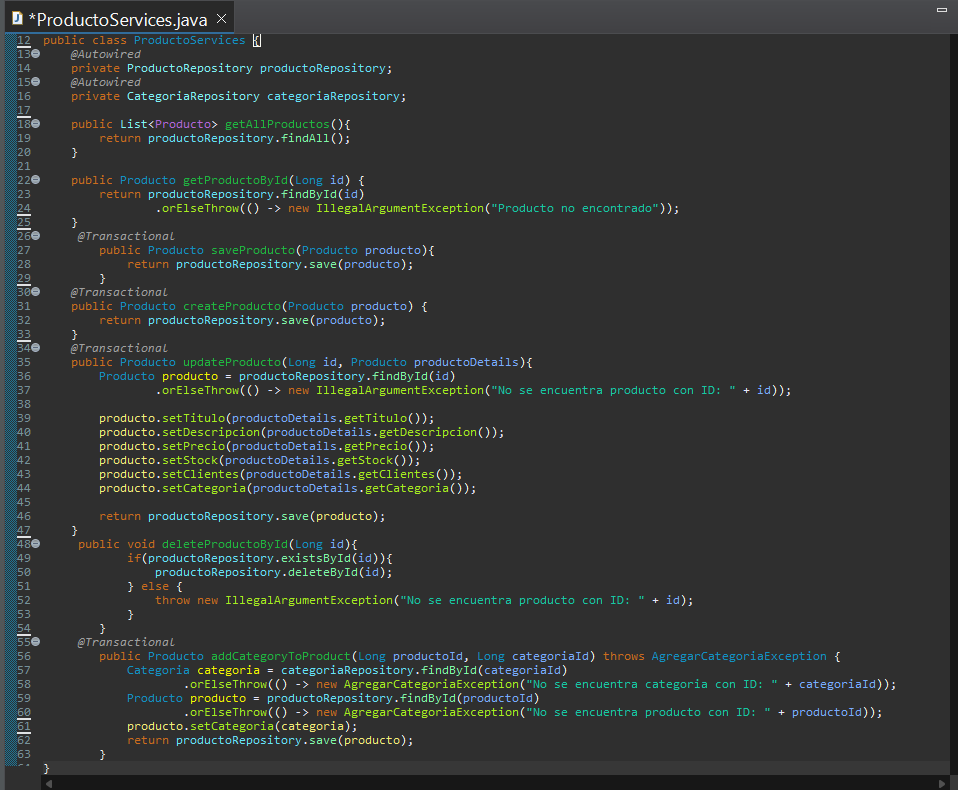 *ProductoServices.java
12 public class ProductoServices {
13 @Autowired
14 private ProductoRepository productoRepository;
15 @Autowired
16 private CategoriaRepository categoriaRepository;
17
18 public List<Producto> getAllProductos(){
19 return productoRepository.findAll();
20 }
21
22 public Producto getProductoById(Long id) {
23 return productoRepository.findById(id)
24 .orElseThrow(() -> new IllegalArgumentException("Producto no encontrado"));
25 }
26 @Transactional
27 public Producto saveProducto(Producto producto){
28 return productoRepository.save(producto);
29 }
30 @Transactional
31 public Producto createProducto(Producto producto) {
32 return productoRepository.save(producto);
33 }
34 @Transactional
35 public Producto updateProducto(Long id, Producto productoDetails){
36 Producto producto = productoRepository.findById(id)
37 .orElseThrow(() -> new IllegalArgumentException("No se encuentra producto con ID: " + id));
38
39 producto.setTitulo(productoDetails.getTitulo());
40 producto.setDescripcion(productoDetails.getDescripcion());
41 producto.setPrecio(productoDetails.getPrecio());
42 producto.setStock(productoDetails.getStock());
43 producto.setClientes(productoDetails.getClientes());
44 producto.setCategoria(productoDetails.getCategoria());
45
46 return productoRepository.save(producto);
47 }
48 public void deleteProductoById(Long id){
49 if(productoRepository.existsById(id)){
50 productoRepository.deleteById(id);
51 } else {
52 throw new IllegalArgumentException("No se encuentra producto con ID: " + id);
53 }
54 }
55 @Transactional
56 public Producto addCategoryToProduct(Long productoId, Long categoriaId) throws AgregarCategoriaException {
57 Categoria categoria = categoriaRepository.findById(categoriaId)
58 .orElseThrow(() -> new AgregarCategoriaException("No se encuentra categoria con ID: " + categoriaId));
59 Producto producto = productoRepository.findById(productoId)
60 .orElseThrow(() -> new AgregarCategoriaException("No se encuentra producto con ID: " + productoId));
61 producto.setCategoria(categoria);
62 return productoRepository.save(producto);
63 }
}